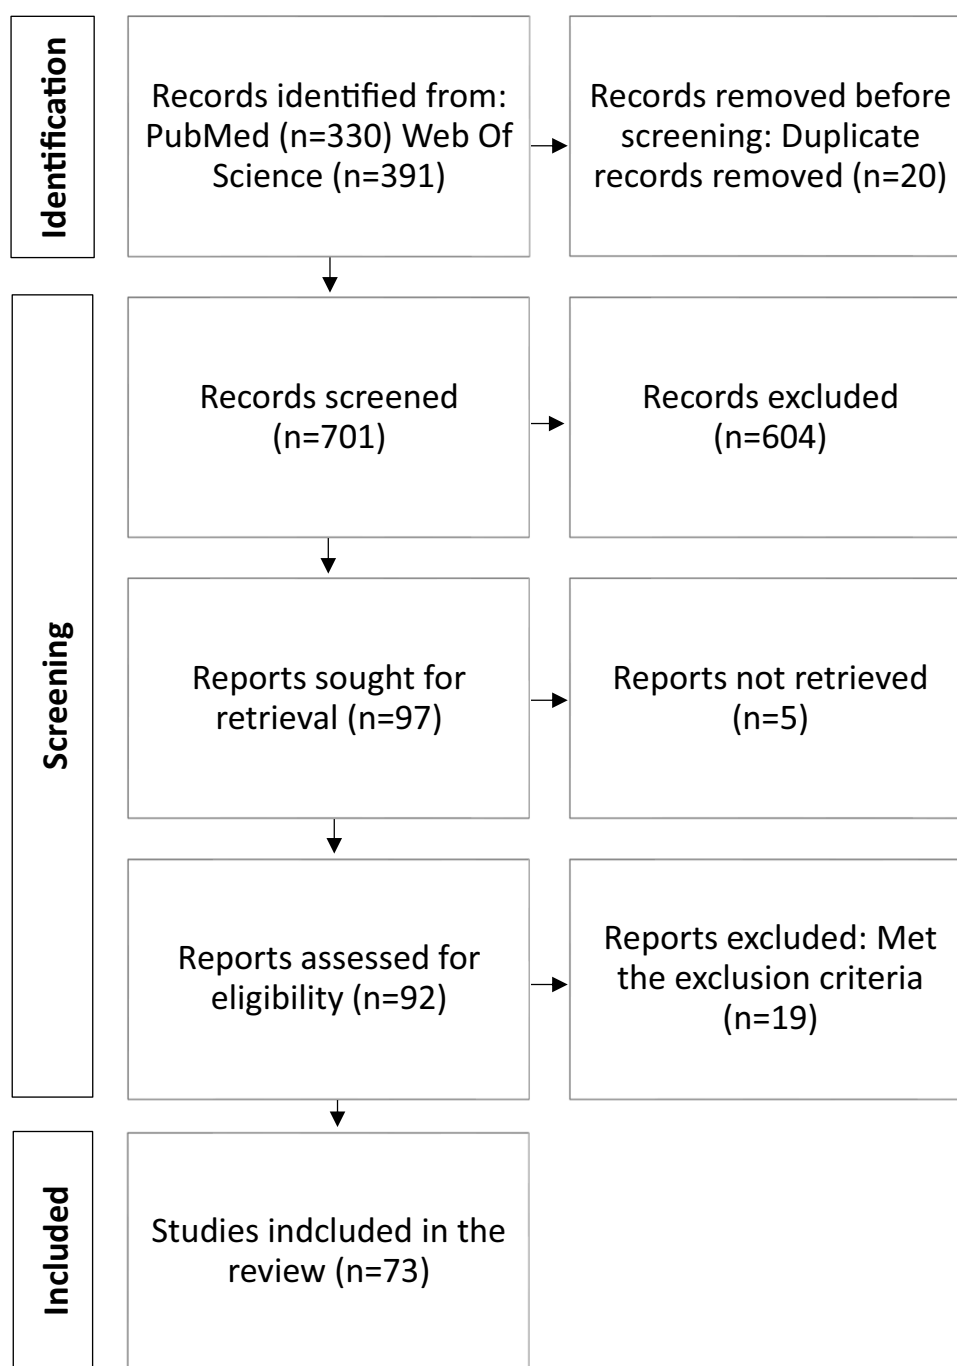 Identification
Records identified from:
PubMed (n=330) Web Of
Science (n=391)
Records removed before
screening: Duplicate
records removed (n=20)
Screening
Records screened
(n=701)
Records excluded
(n=604)
Reports sought for
retrieval (n=97)
Reports not retrieved
(n=5)
Reports assessed for
eligibility (n=92)
Reports excluded: Met
the exclusion criteria
(n=19)
Included
Studies indcluded in the
review (n=73)